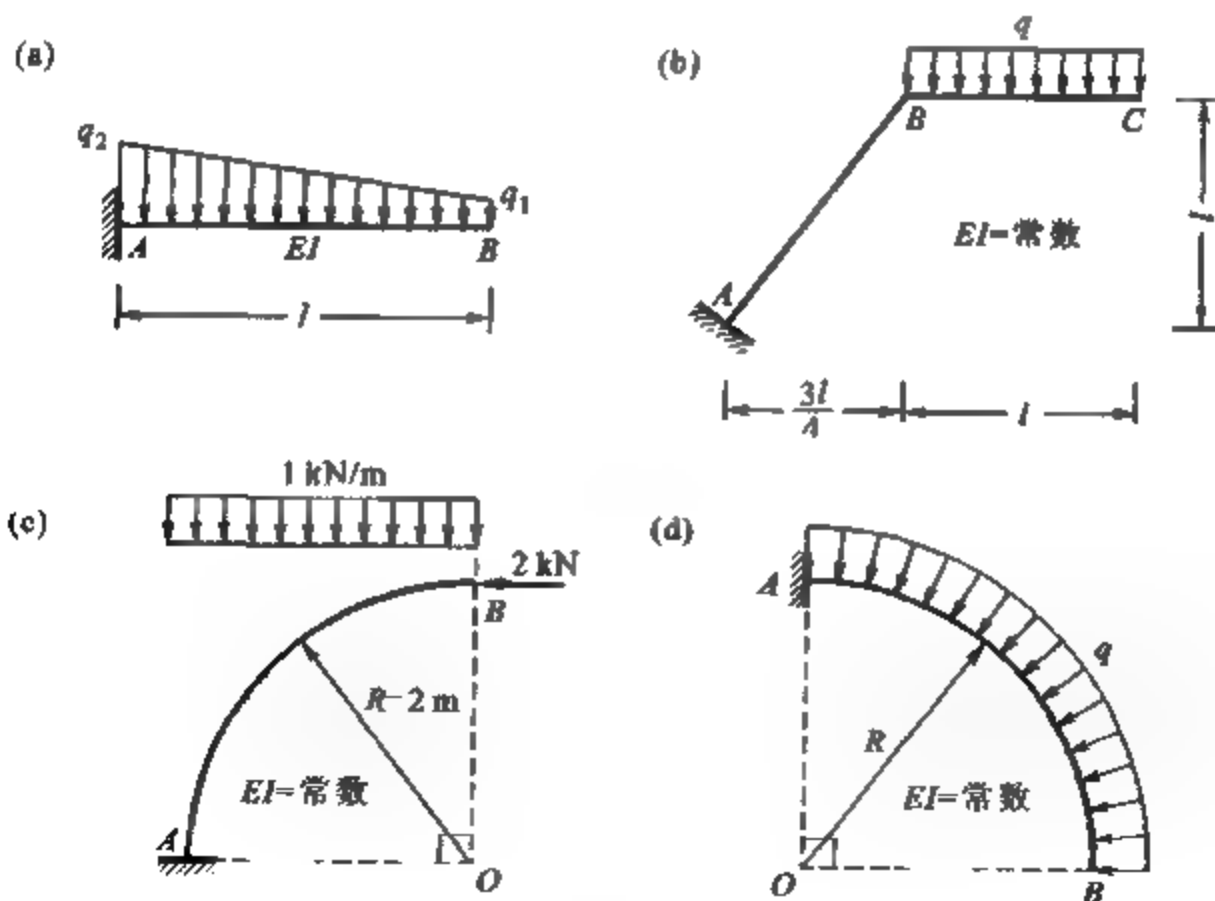 (a)
q₂
q₁
A
EI
B
l
(b)
q
B
C
A
EI=常数
l
3l/4
l
(c)
1 kN/m
2 kN
B
R=2 m
EI=常数
A
O
(d)
A
q
R
EI=常数
O
B